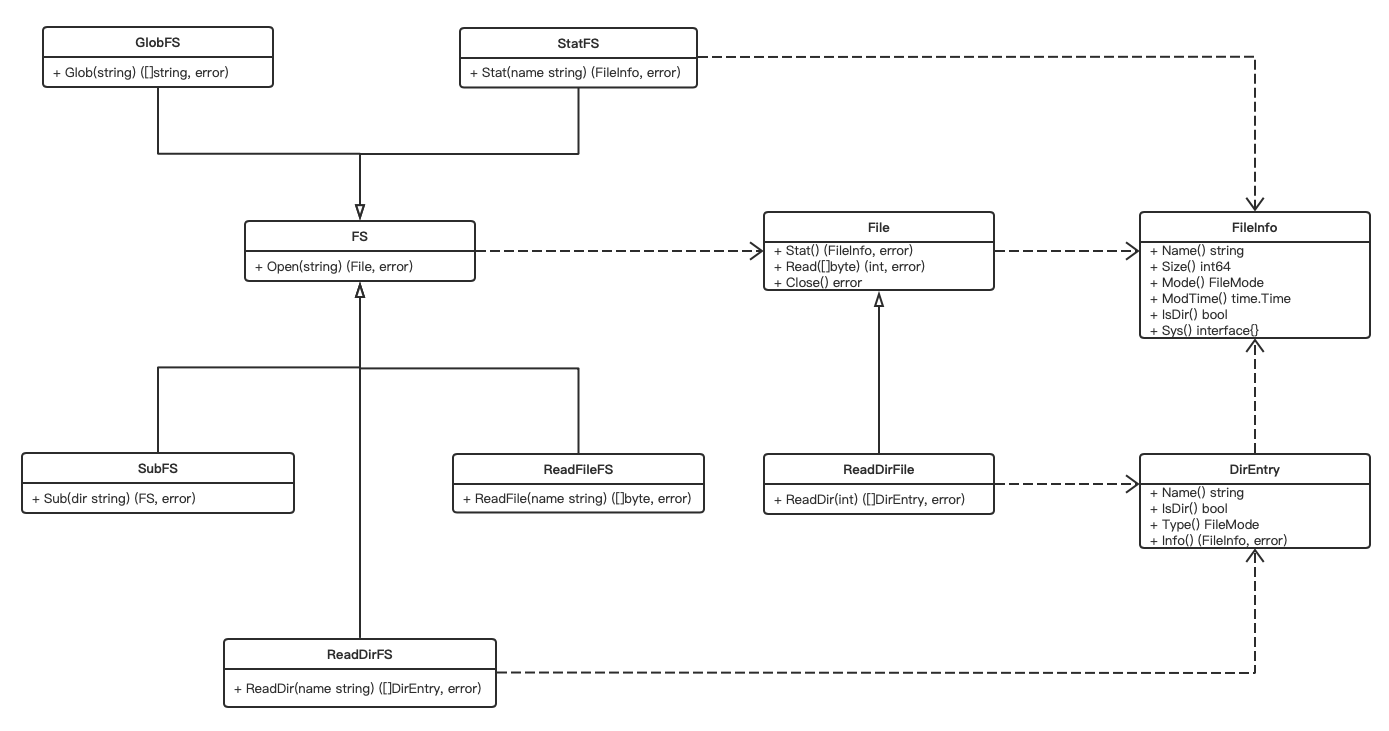 GlobFS
+ Glob(string) ([]string, error)
StatFS
+ Stat(name string) (FileInfo, error)
FS
+ Open(string) (File, error)
File
+ Stat() (FileInfo, error)
+ Read([]byte) (int, error)
+ Close() error
FileInfo
+ Name() string
+ Size() int64
+ Mode() FileMode
+ ModTime() time.Time
+ IsDir() bool
+ Sys() interface{}
SubFS
+ Sub(dir string) (FS, error)
ReadFileFS
+ ReadFile(name string) ([]byte, error)
ReadDirFile
+ ReadDir(int) ([]DirEntry, error)
DirEntry
+ Name() string
+ IsDir() bool
+ Type() FileMode
+ Info() (FileInfo, error)
ReadDirFS
+ ReadDir(name string) ([]DirEntry, error)